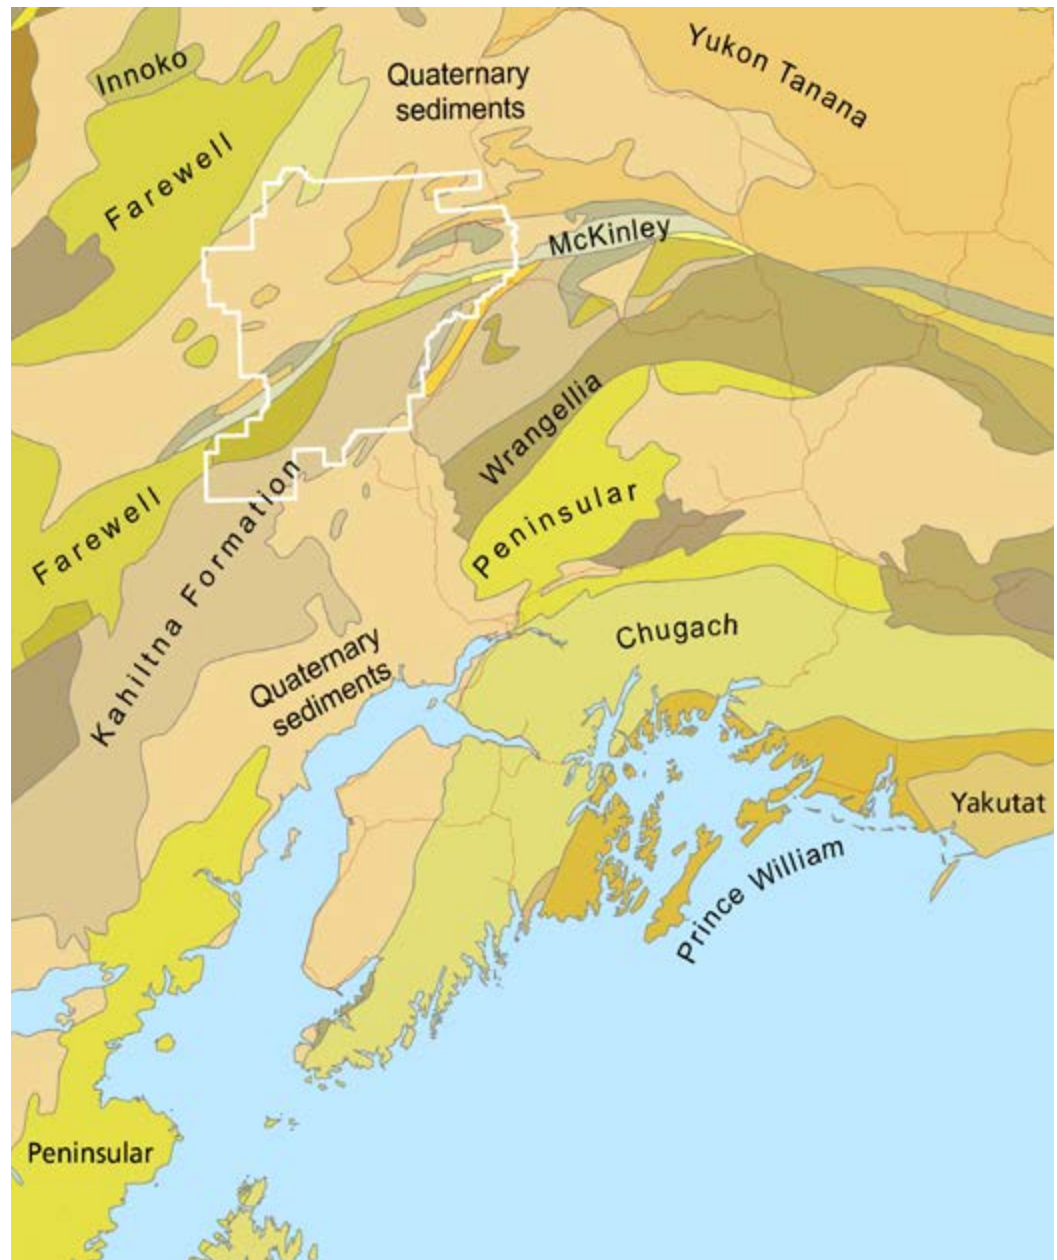 Innoko
Quaternary
sediments
Yukon Tanana
Farewell
McKinley
Wrangellia
Peninsular
Farewell
Kahiltna Formation
Chugach
Quaternary
sediments
Yakutat
Prince William
Peninsular